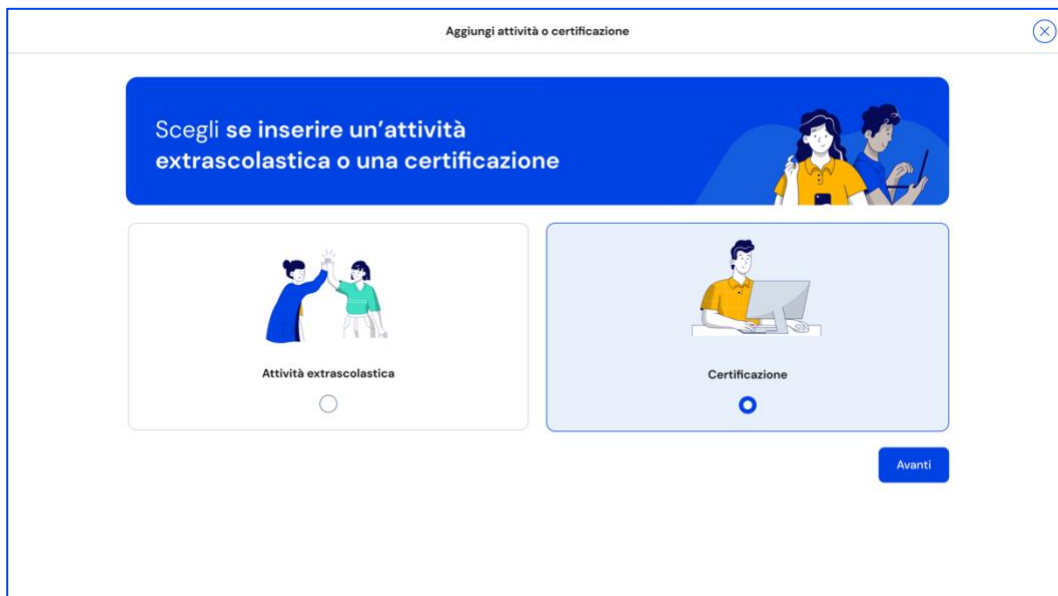 Aggiungi attività o certificazione
Scegli se inserire un'attività
extrascolastica o una certificazione
Attività extrascolastica
Certificazione
Avanti